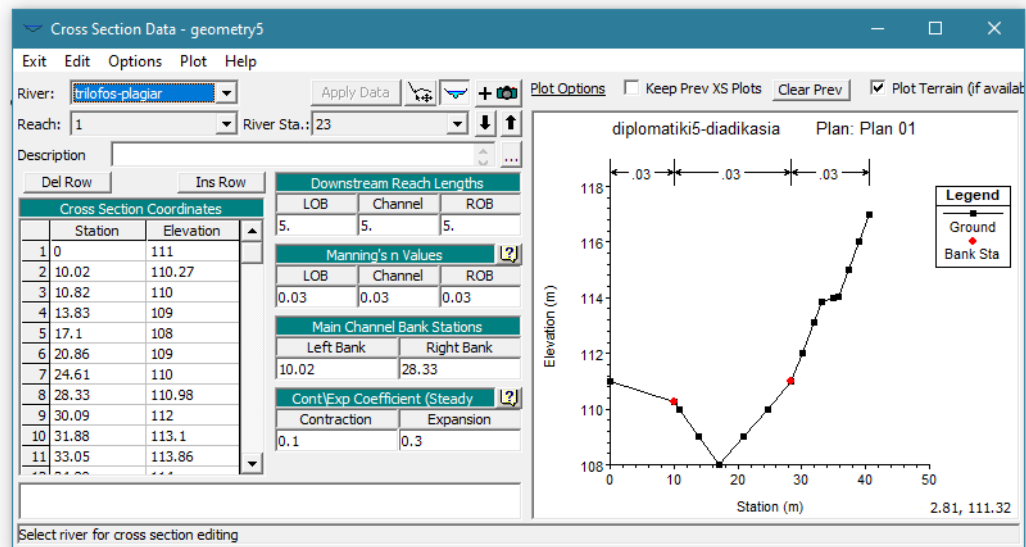 Cross Section Data - geometry5
Exit Edit Options Plot Help
River: trilofos-plagiar
Apply Data
Reach: 1 River Sta.: 23
Description ...
Del Row Ins Row
Cross Section Coordinates
Station Elevation
1 0 111
2 10.02 110.27
3 10.82 110
4 13.83 109
5 17.1 108
6 20.86 109
7 24.61 110
8 28.33 110.98
9 30.09 112
10 31.88 113.1
11 33.05 113.86
Downstream Reach Lengths
LOB Channel ROB
5. 5. 5.
Manning's n Values ?
LOB Channel ROB
0.03 0.03 0.03
Main Channel Bank Stations
Left Bank Right Bank
10.02 28.33
Cont\Exp Coefficient (Steady ?
Contraction Expansion
0.1 0.3
Plot Options Keep Prev XS Plots Clear Prev Plot Terrain (if availab
diplomatiki5-diadikasia Plan: Plan 01
.03 .03 .03
118
116
114
112
110
108
Elevation (m)
0 10 20 30 40 50
Station (m)
Legend
Ground
Bank Sta
2.81, 111.32
Select river for cross section editing